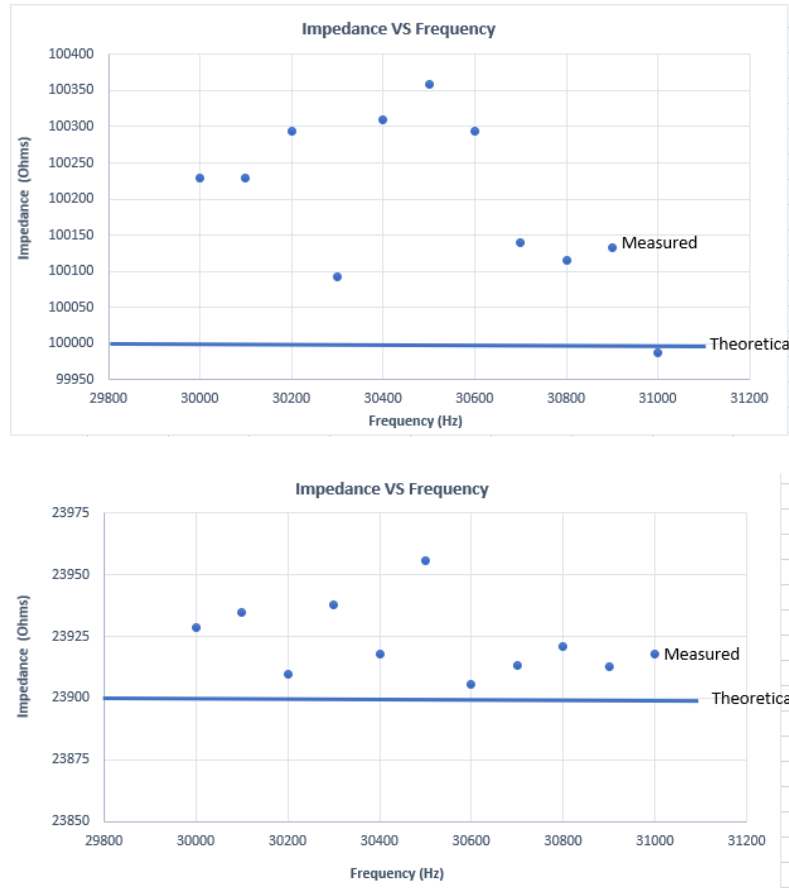 Impedance VS Frequency
100400
100350
100300
100250
100200
100150
100100
100050
100000
99950
Impedance (Ohms)
Measured
Theoretica
29800 30000 30200 30400 30600 30800 31000 31200
Frequency (Hz)
Impedance VS Frequency
23975
23950
23925
23900
23875
23850
Impedance (Ohms)
Measured
Theoretica
29800 30000 30200 30400 30600 30800 31000 31200
Frequency (Hz)